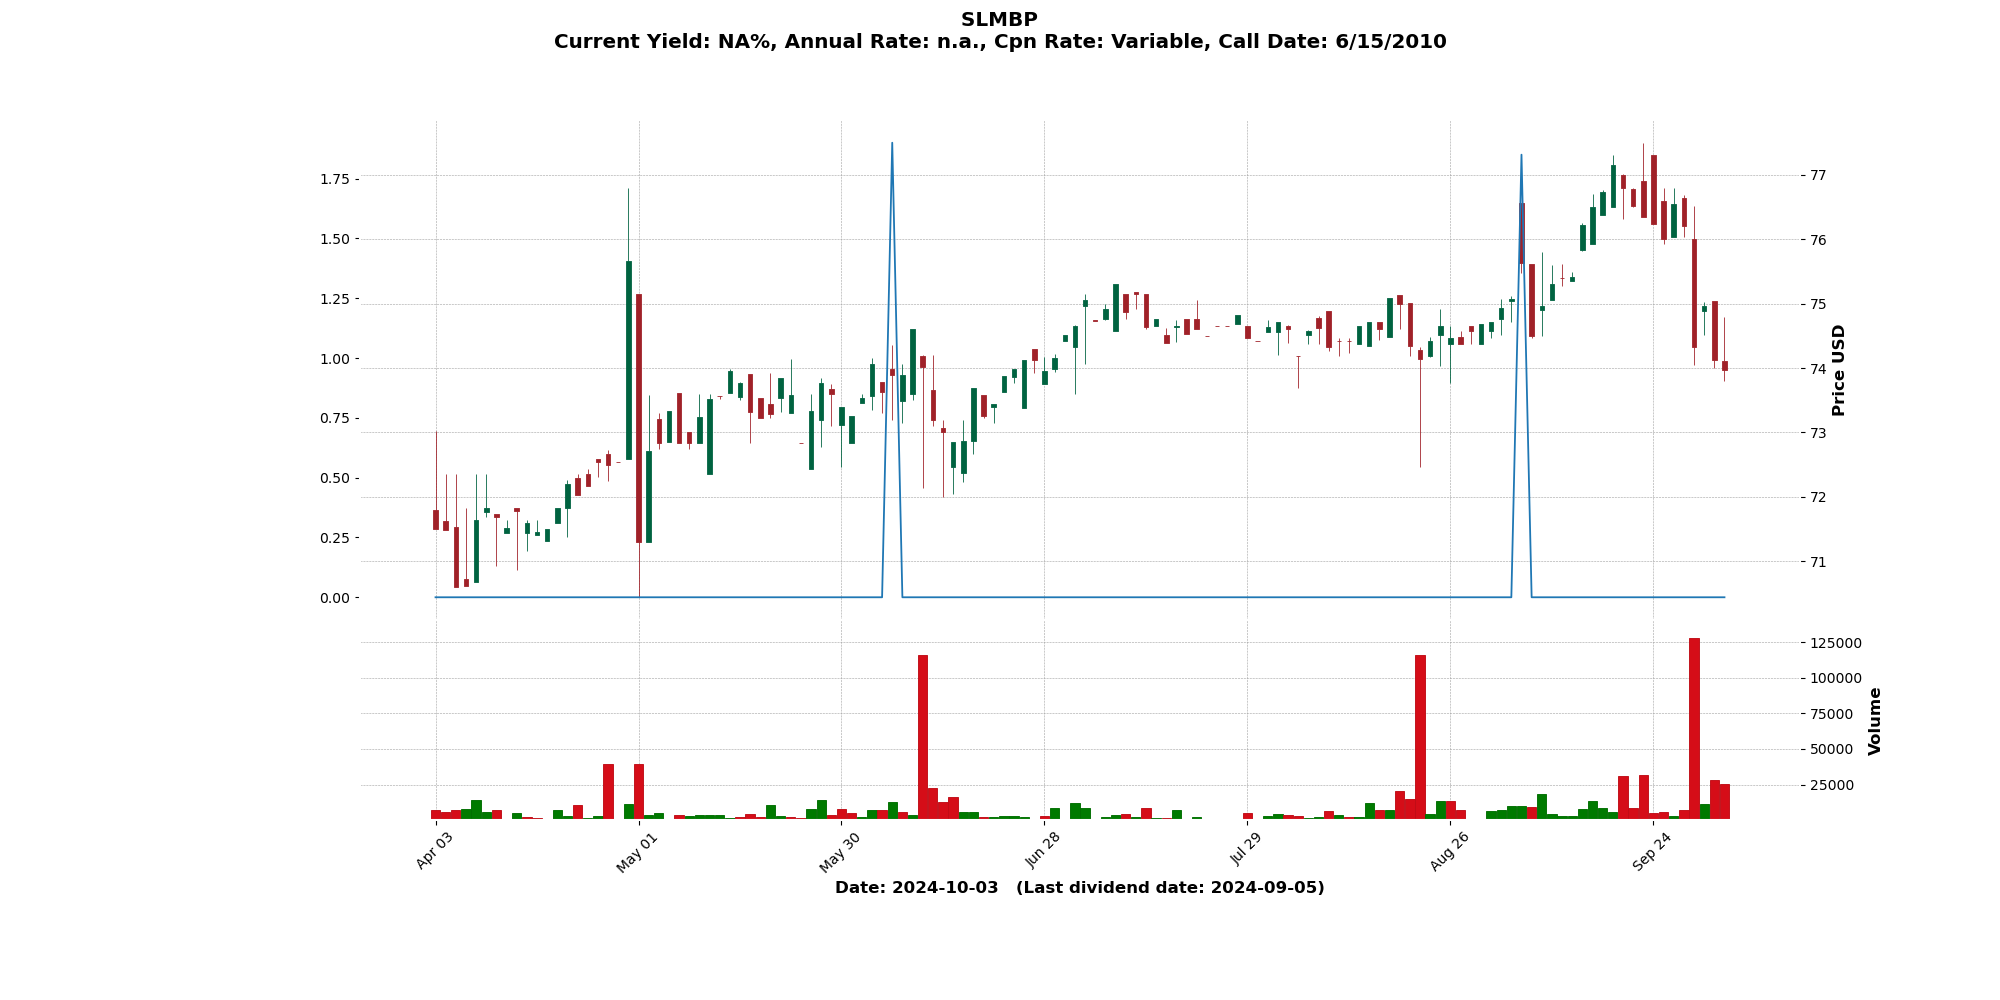 SLMBP
Current Yield: NA%, Annual Rate: n.a., Cpn Rate: Variable, Call Date: 6/15/2010
1.75
1.50
1.25
1.00
0.75
0.50
0.25
0.00
77
76
75
74
73
72
71
Price USD
125000
100000
75000
50000
25000
Volume
Apr 03
May 01
May 30
Jun 28
Jul 29
Aug 26
Sep 24
Date: 2024-10-03 (Last dividend date: 2024-09-05)